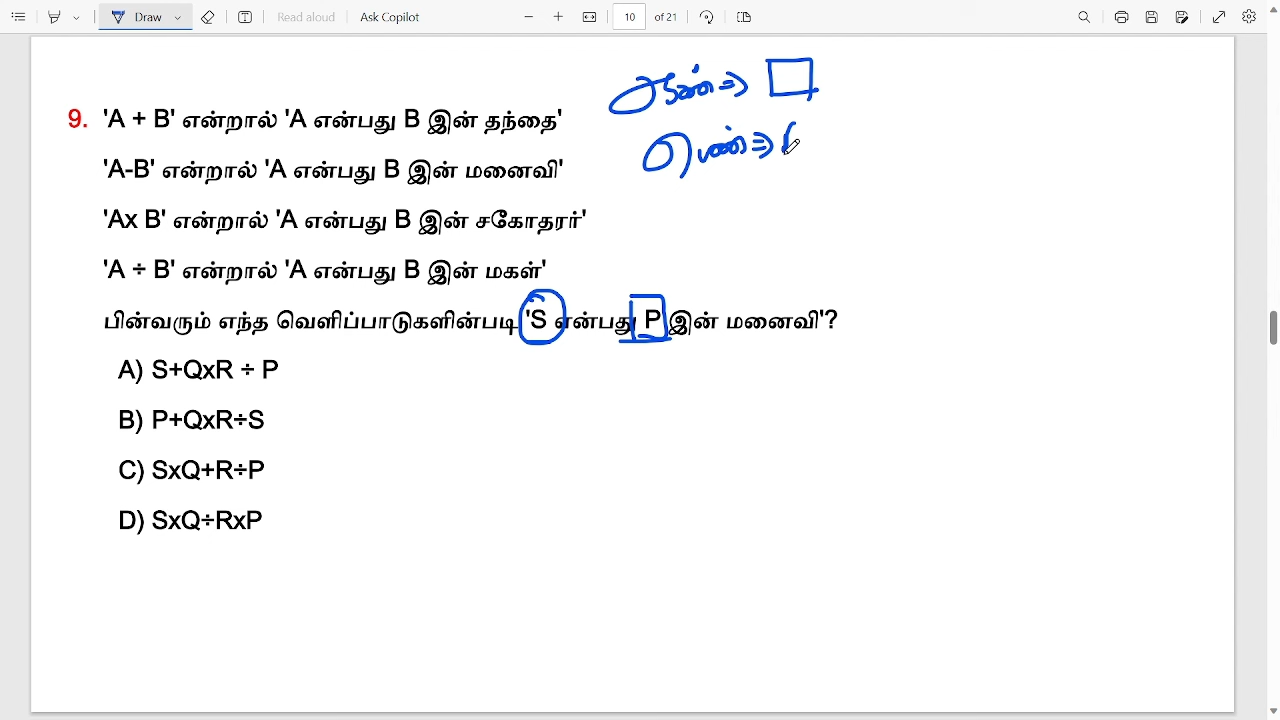 Draw
Read aloud
Ask Copilot
10 of 21
ஆண் ⇒ □
பெண் ⇒
9. 'A + B' என்றால் 'A என்பது B இன் தந்தை'
'A-B' என்றால் 'A என்பது B இன் மனைவி'
'Ax B' என்றால் 'A என்பது B இன் சகோதரர்'
'A ÷ B' என்றால் 'A என்பது B இன் மகள்'
பின்வரும் எந்த வெளிப்பாடுகளின்படி 'S என்பது P இன் மனைவி'?
A) S+QxR ÷ P
B) P+QxR÷S
C) SxQ+R÷P
D) SxQ÷RxP